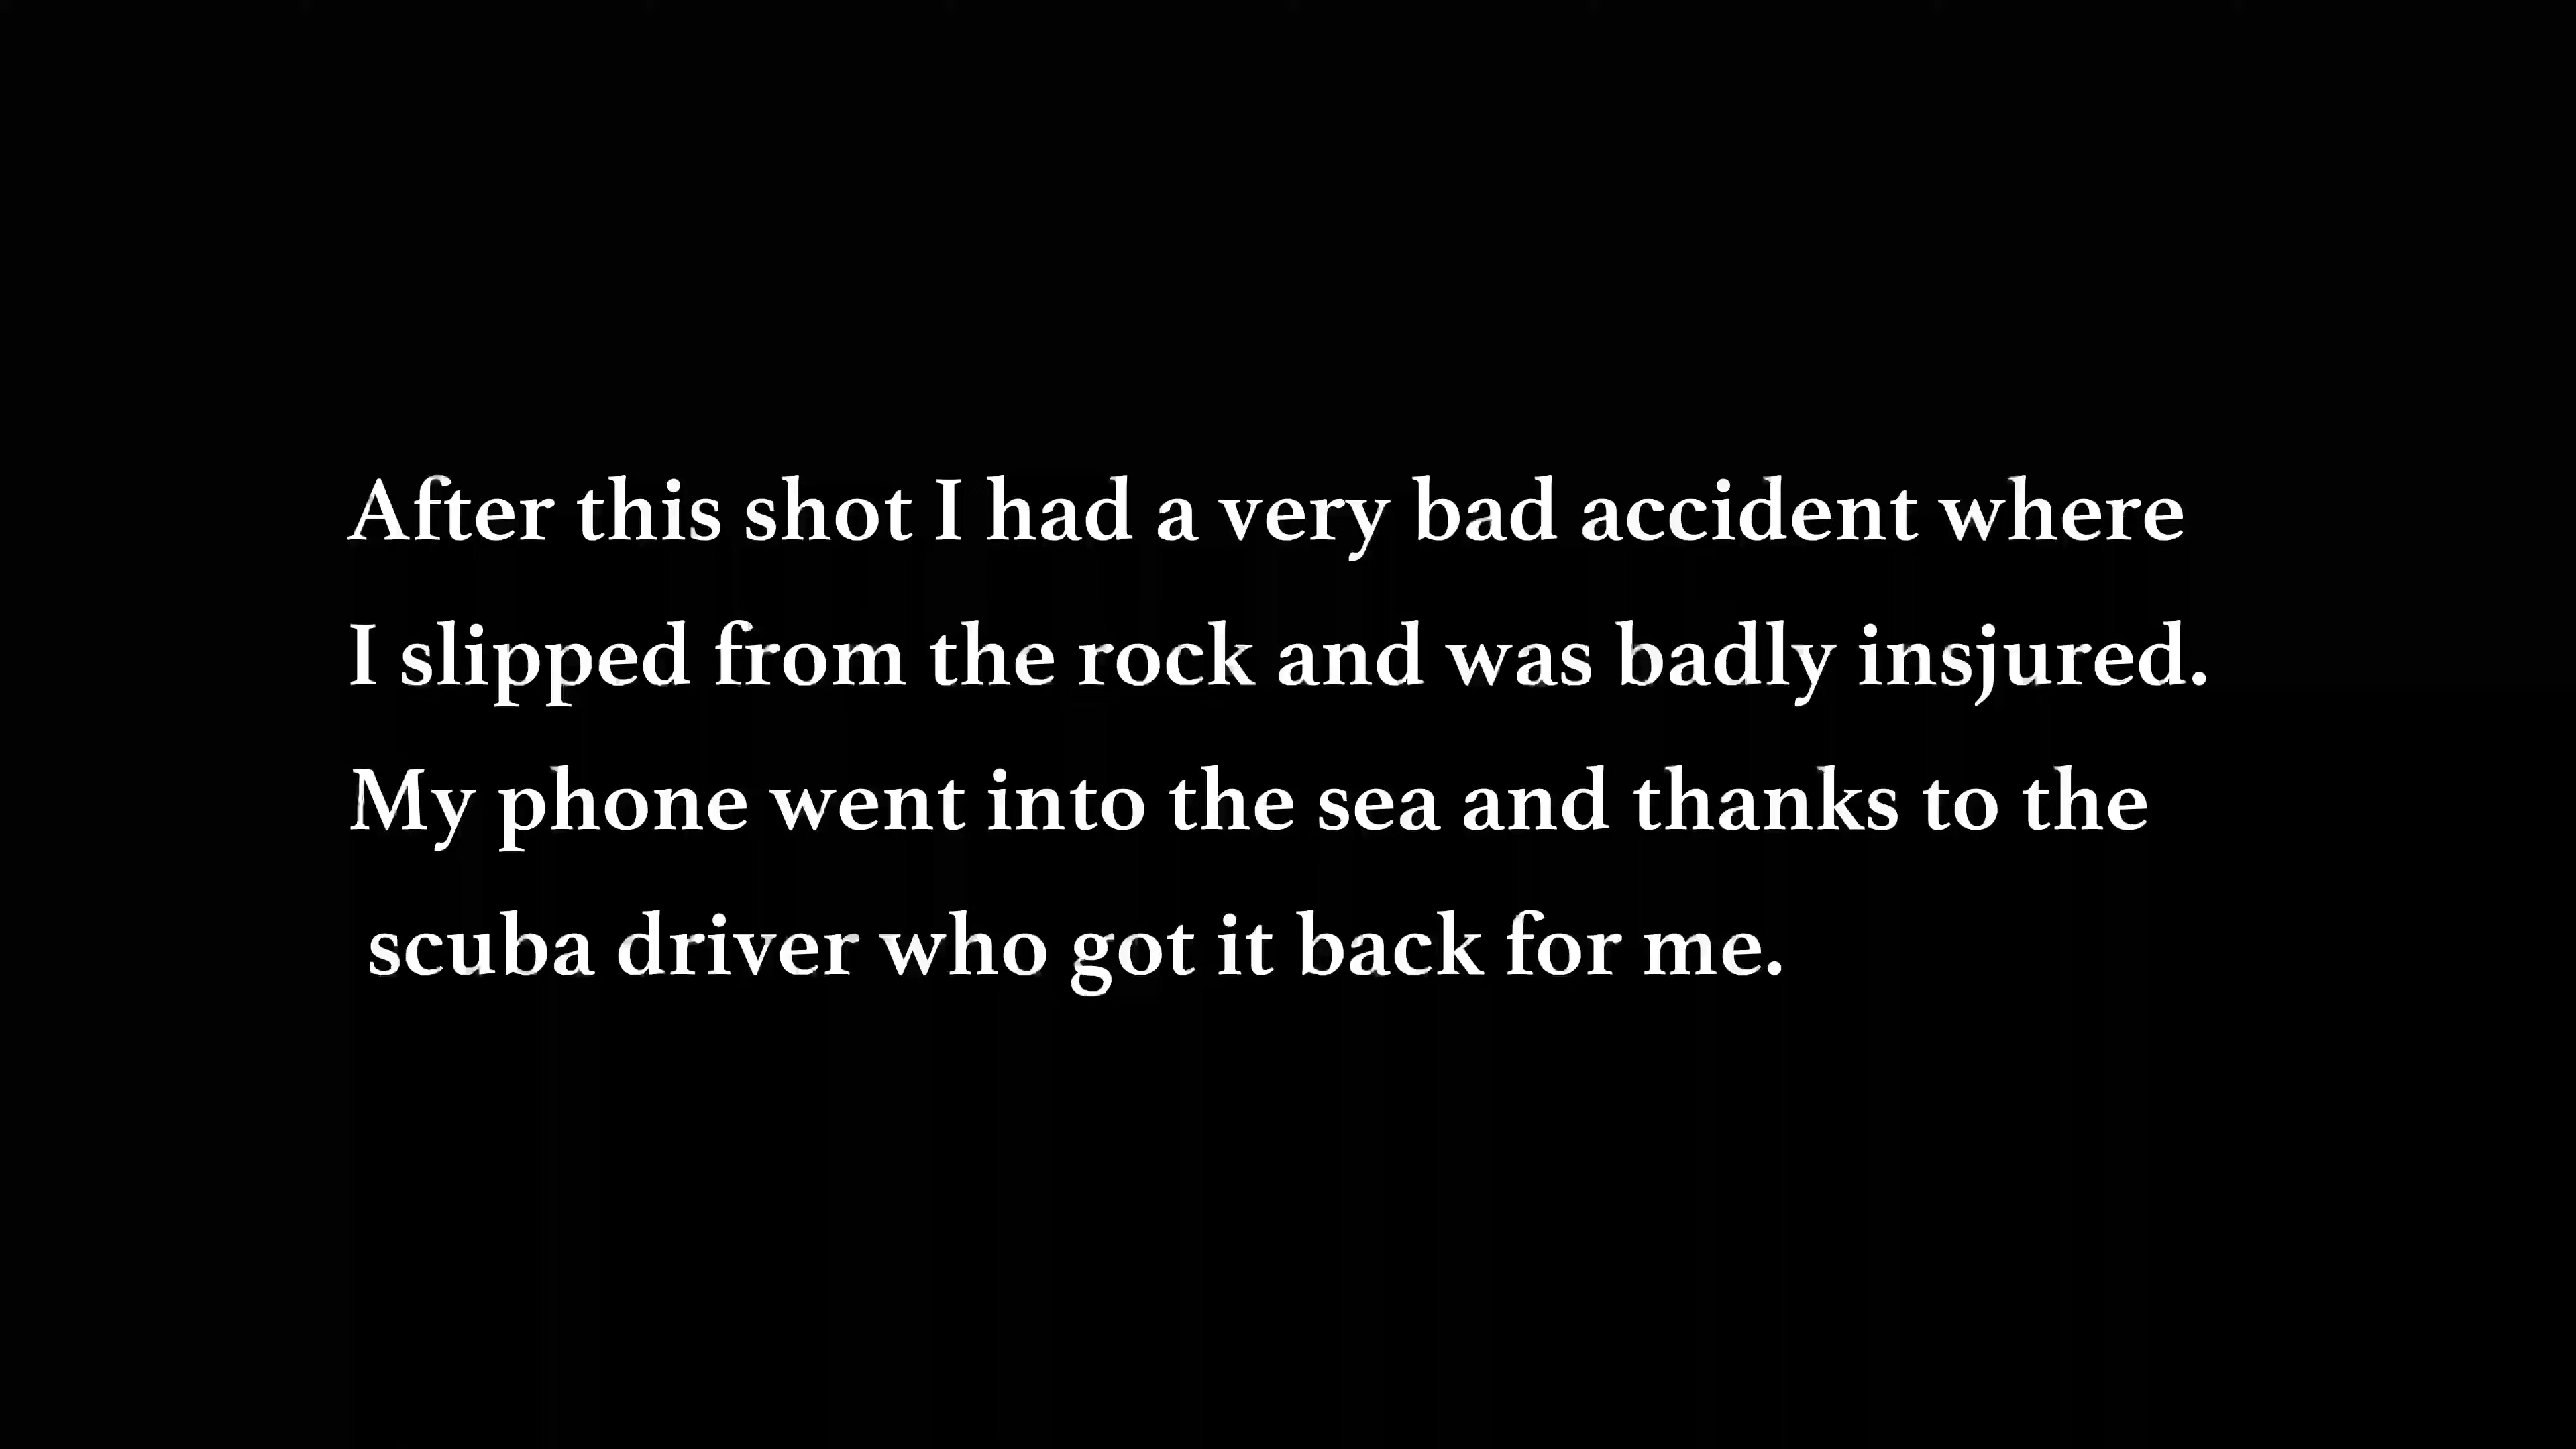 After this shot I had a very bad accident where
I slipped from the rock and was badly insjured.
My phone went into the sea and thanks to the
scuba driver who got it back for me.